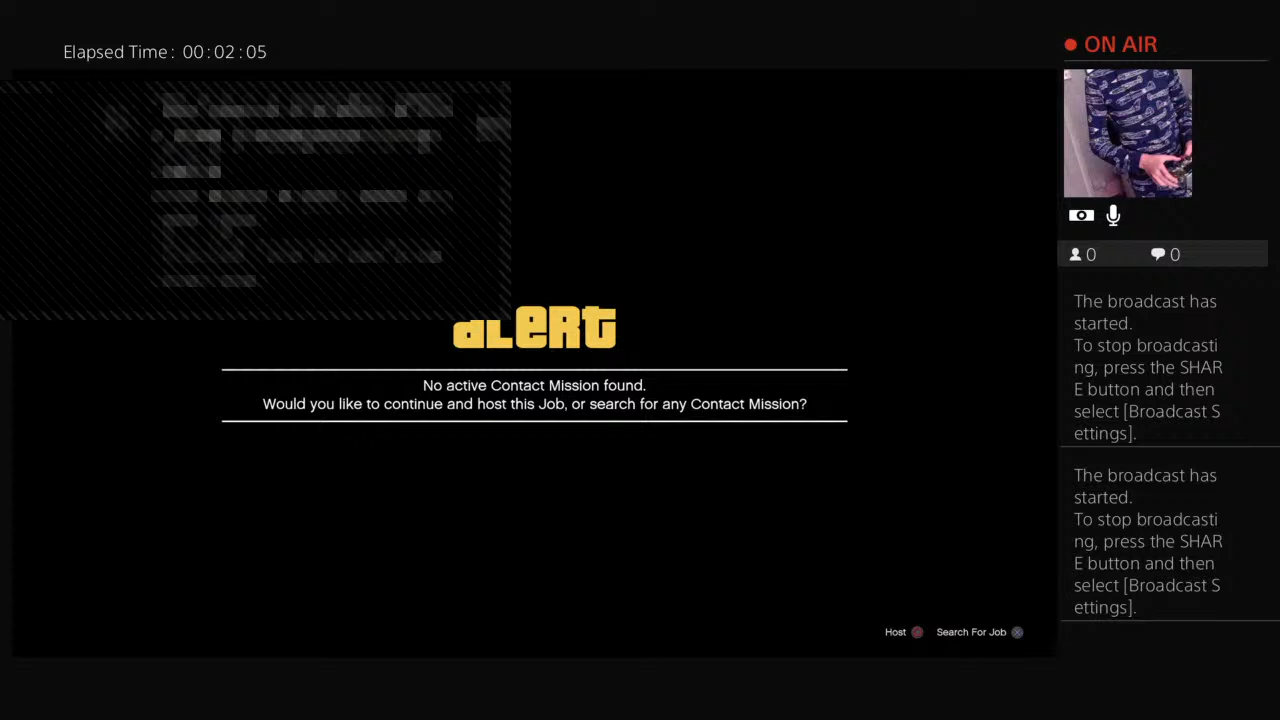 Elapsed Time: 00:02:05
ON AIR
0
0
aLERT
No active Contact Mission found.
Would you like to continue and host this Job, or search for any Contact Mission?
Host
Search For Job
The broadcast has
started.
To stop broadcasti
ng, press the SHAR
E button and then
select [Broadcast S
ettings].
The broadcast has
started.
To stop broadcasti
ng, press the SHAR
E button and then
select [Broadcast S
ettings].